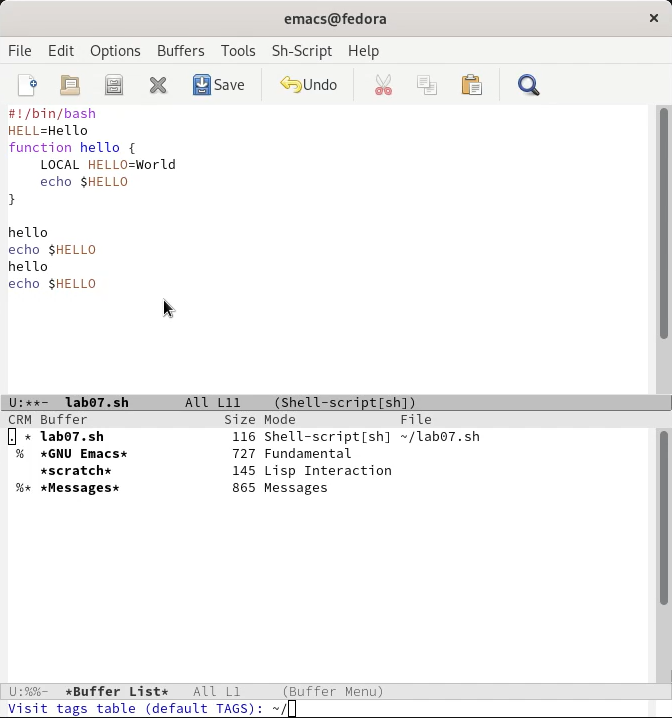 emacs@fedora ×
File Edit Options Buffers Tools Sh-Script Help
Save Undo
#!/bin/bash
HELL=Hello
function hello {
    LOCAL HELLO=World
    echo $HELLO
}
hello
echo $HELLO
hello
echo $HELLO
U:**-  lab07.sh       All L11    (Shell-script[sh])
CRM Buffer                 Size Mode             File
. * lab07.sh                116 Shell-script[sh] ~/lab07.sh
 %  *GNU Emacs*             727 Fundamental
    *scratch*               145 Lisp Interaction
 %* *Messages*              865 Messages
U:%%-  *Buffer List*   All L1     (Buffer Menu)
Visit tags table (default TAGS): ~/